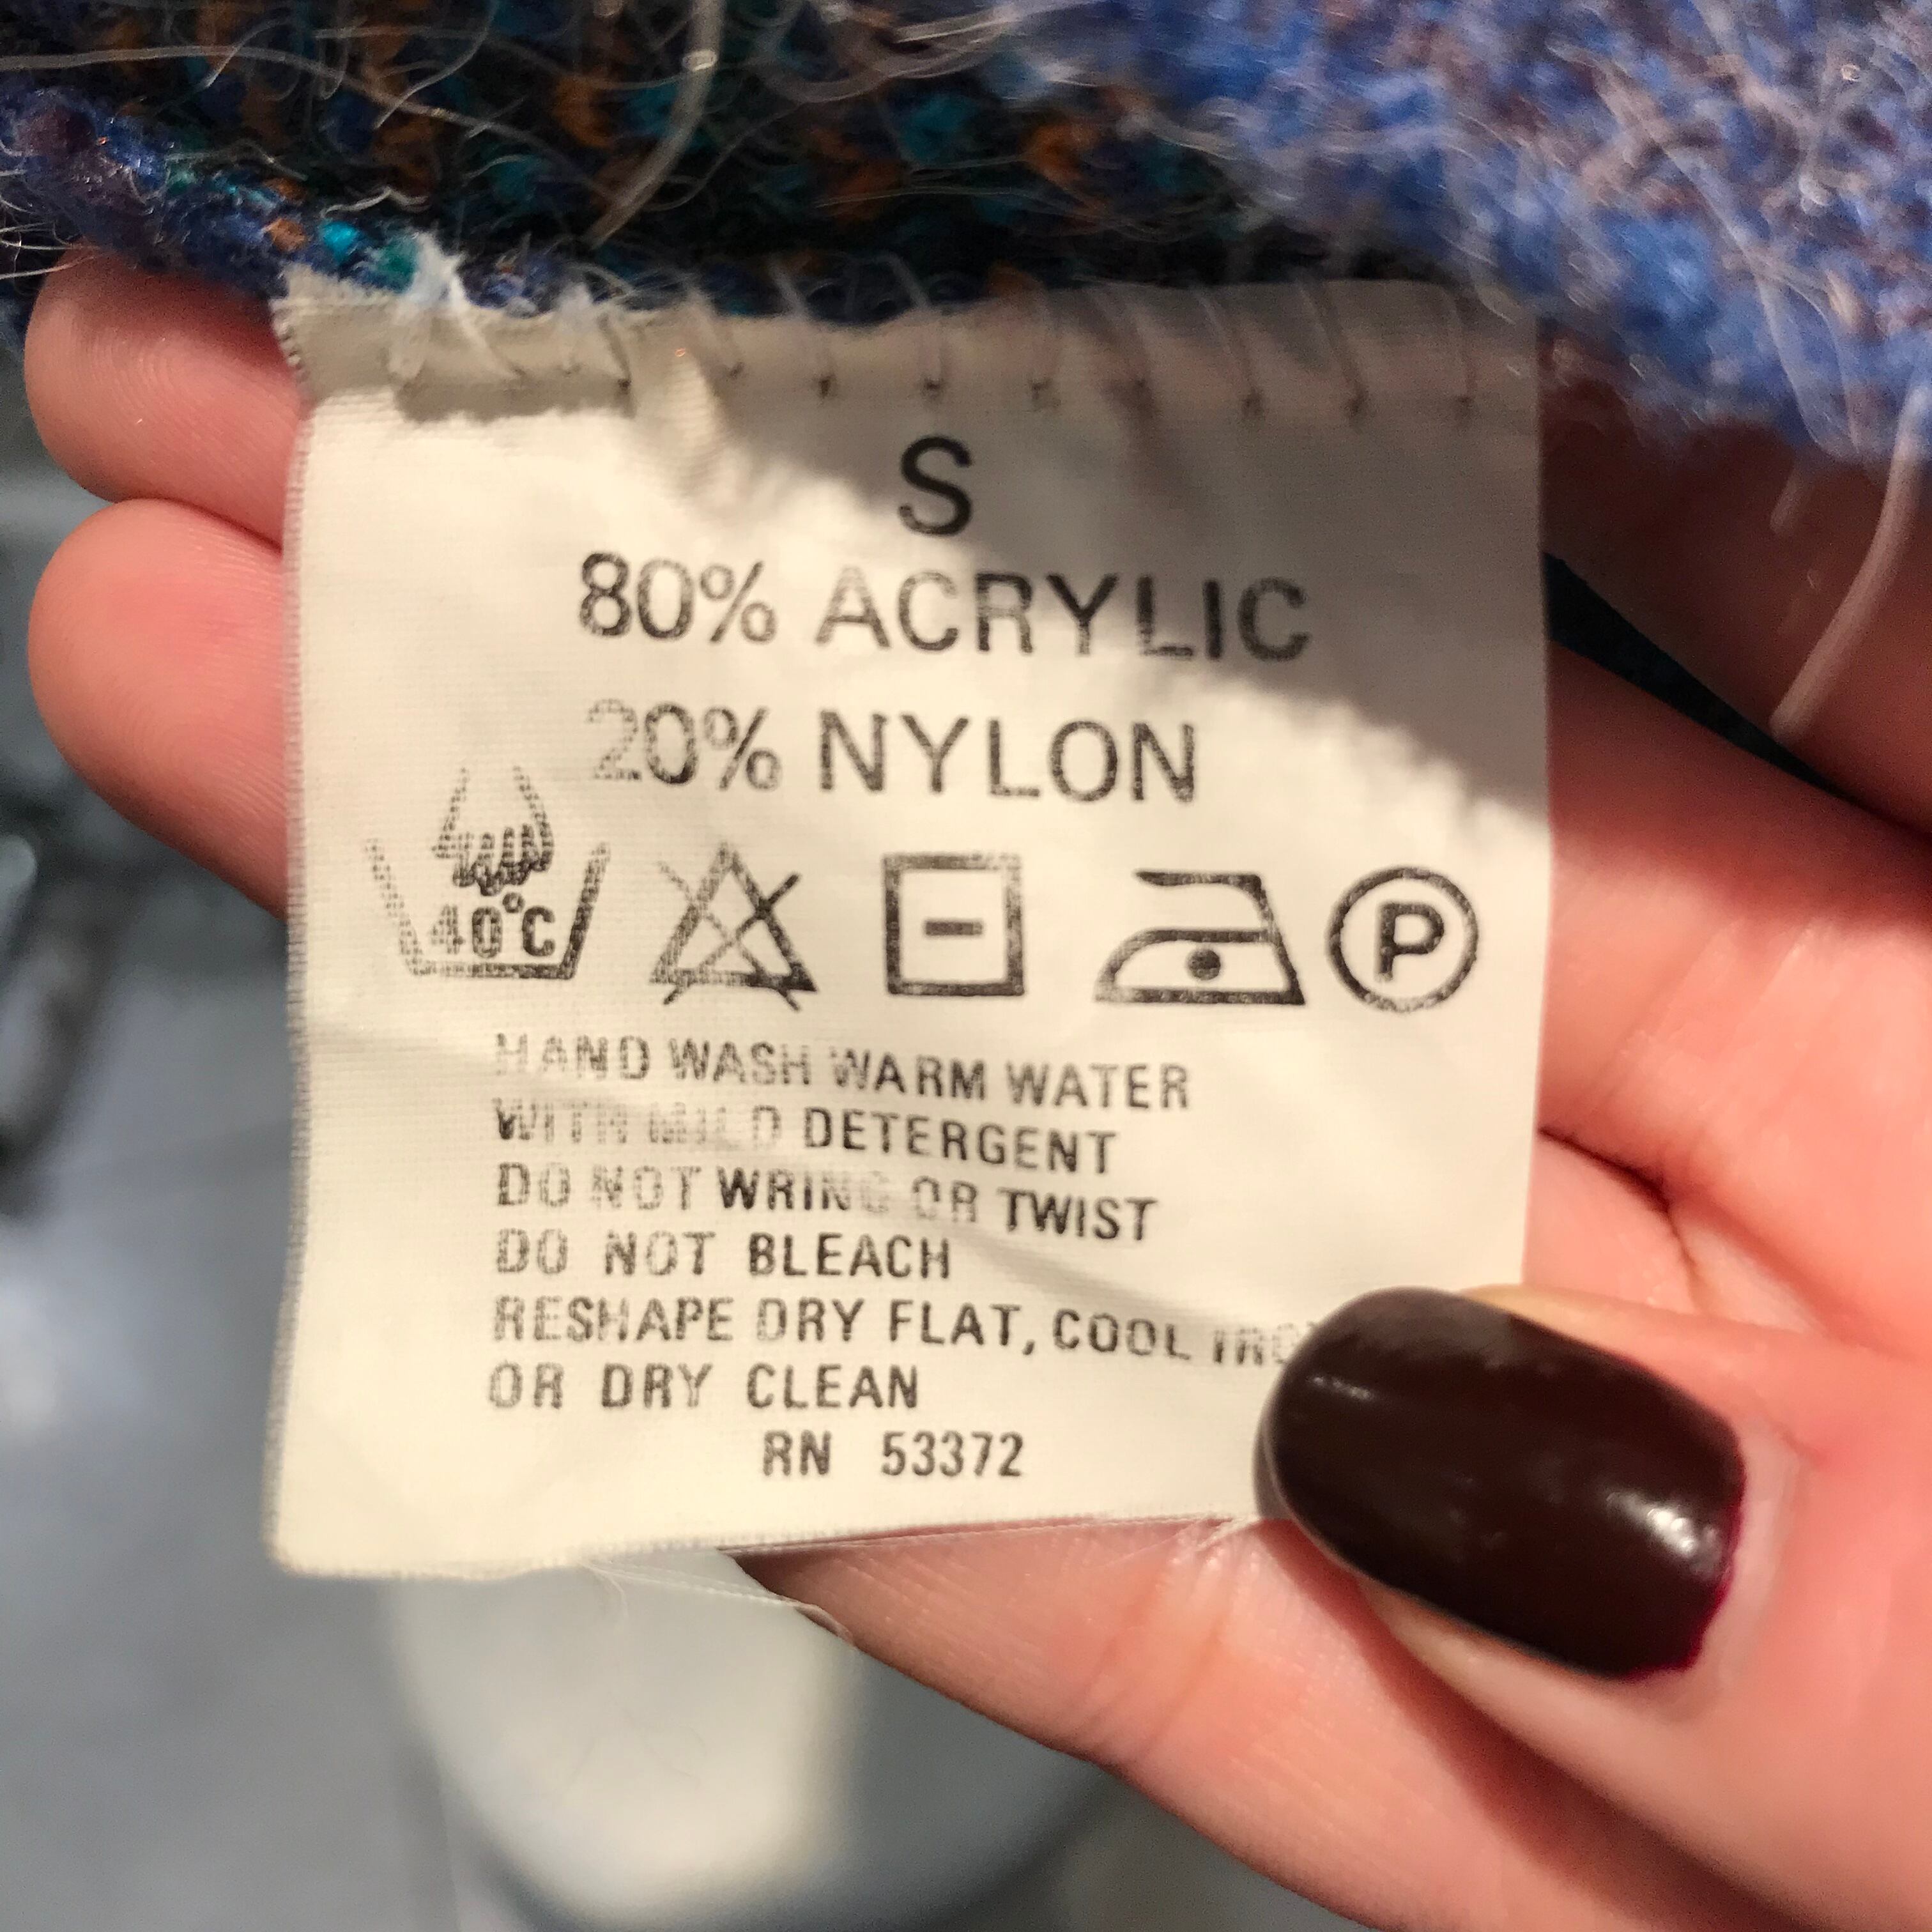 S
80% ACRYLIC
20% NYLON
40°C P
HAND WASH WARM WATER
WITH MILD DETERGENT
DO NOT WRING OR TWIST
DO NOT BLEACH
RESHAPE DRY FLAT, COOL
OR DRY CLEAN
RN 53372